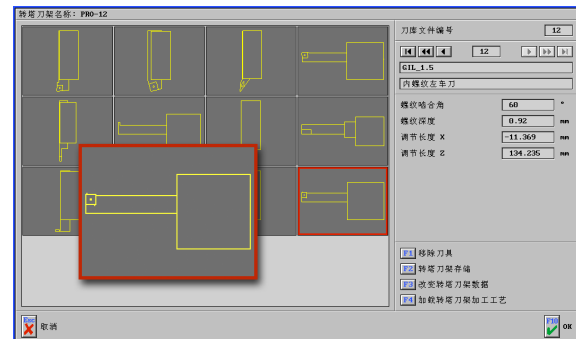 转塔刀架名称: PRO-12
刀库文件编号 12
12
GIL_1.5
内螺纹左车刀
螺纹啮合角 60 °
螺纹深度 0.92 mm
调节长度 X -11.369 mm
调节长度 Z 134.235 mm
F1 移除刀具
F2 转塔刀架存储
F3 改变转塔刀架数据
F4 加载转塔刀架加工工艺
Esc 取消
F10 OK